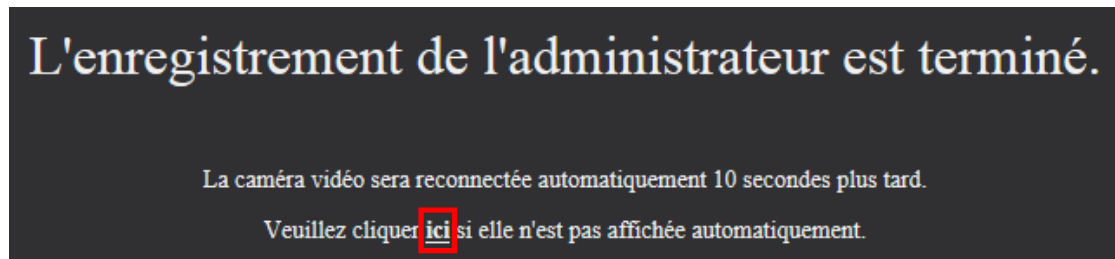 L'enregistrement de l'administrateur est terminé.
La caméra vidéo sera reconnectée automatiquement 10 secondes plus tard.
Veuillez cliquer ici si elle n'est pas affichée automatiquement.